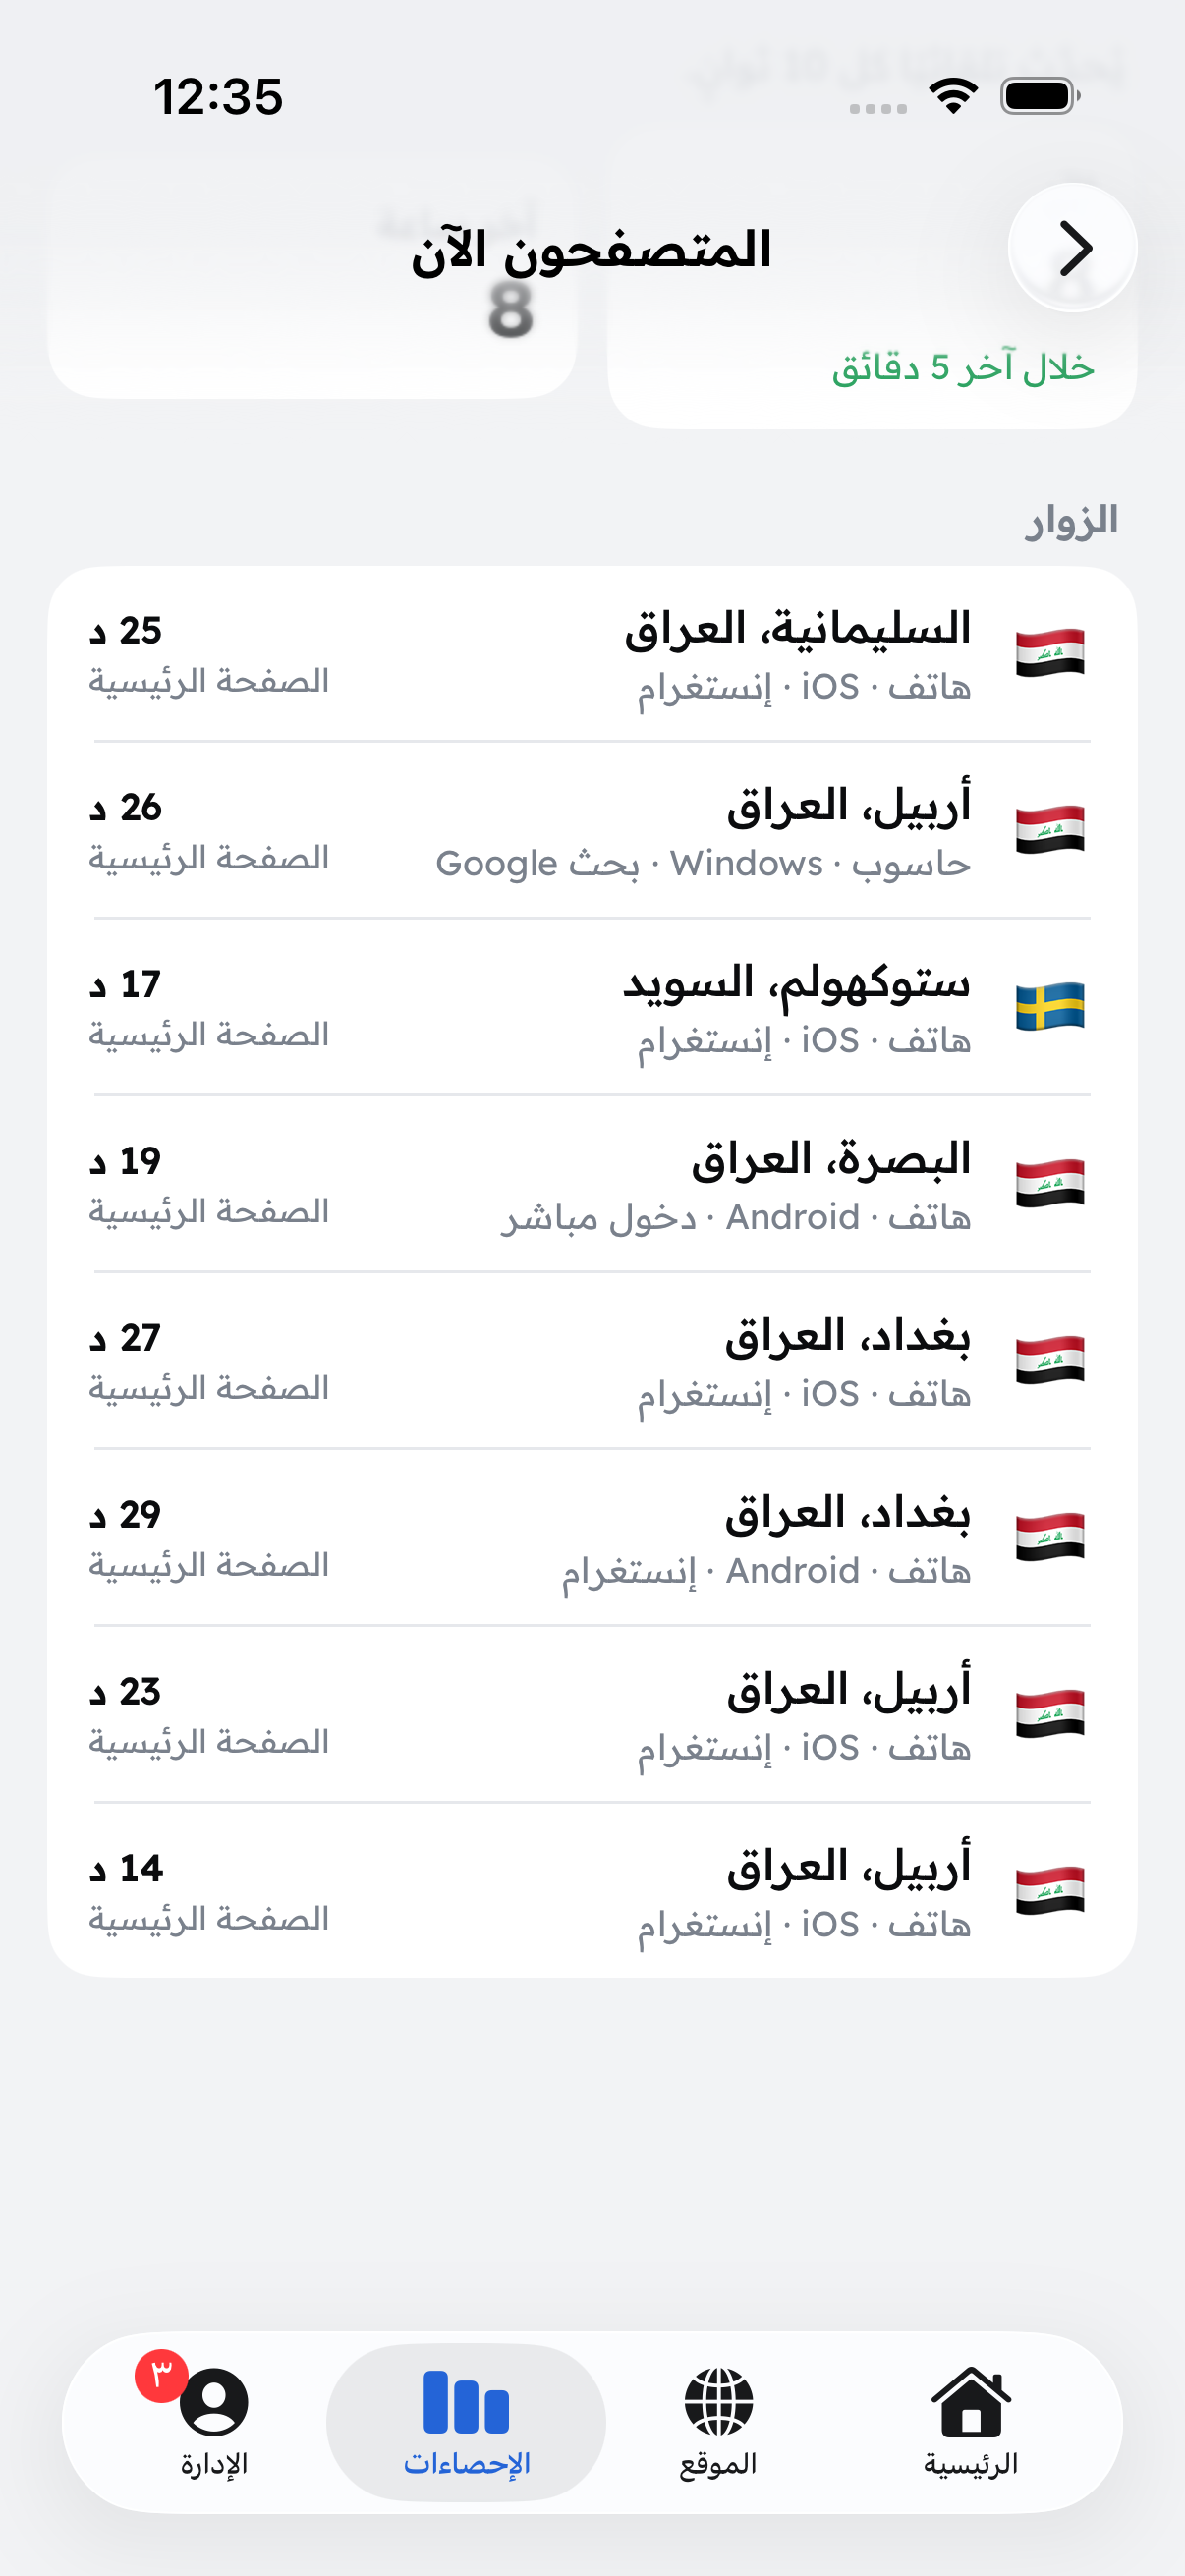 12:35
المتصفحون الآن
8
خلال آخر 5 دقائق
الزوار
السليمانية، العراق
25 د
هاتف · iOS · إنستغرام
الصفحة الرئيسية
أربيل، العراق
26 د
حاسوب · Windows · بحث Google
الصفحة الرئيسية
ستوكهولم، السويد
17 د
هاتف · iOS · إنستغرام
الصفحة الرئيسية
البصرة، العراق
19 د
هاتف · Android · دخول مباشر
الصفحة الرئيسية
بغداد، العراق
27 د
هاتف · iOS · إنستغرام
الصفحة الرئيسية
بغداد، العراق
29 د
هاتف · Android · إنستغرام
الصفحة الرئيسية
أربيل، العراق
23 د
هاتف · iOS · إنستغرام
الصفحة الرئيسية
أربيل، العراق
14 د
هاتف · iOS · إنستغرام
الصفحة الرئيسية
٣
الرئيسية
الموقع
الإحصاءات
الإدارة